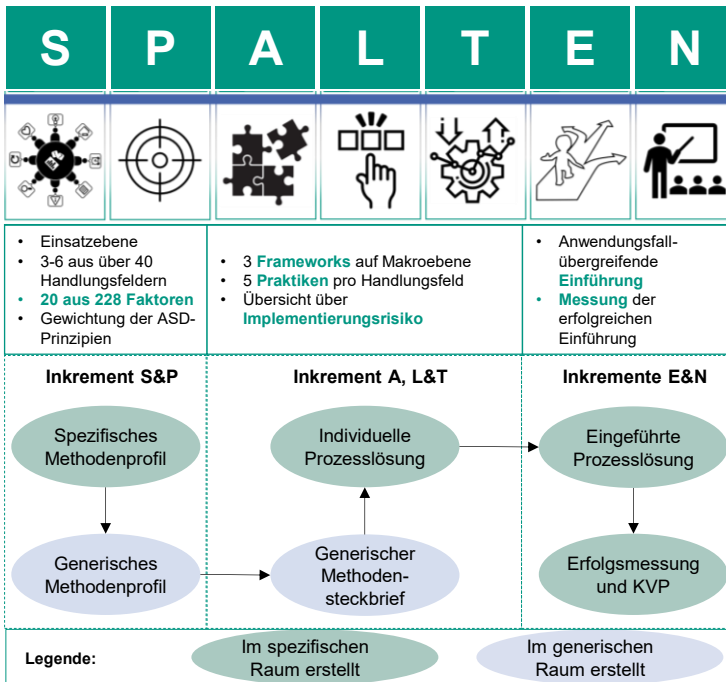 S P A L T E N
• Einsatzebene
• 3-6 aus über 40
Handlungsfeldern
• 20 aus 228 Faktoren
• Gewichtung der ASD-
Prinzipien
• 3 Frameworks auf Makroebene
• 5 Praktiken pro Handlungsfeld
• Übersicht über
Implementierungsrisiko
• Anwendungsfall-
übergreifende
Einführung
• Messung der
erfolgreichen
Einführung
Inkrement S&P
Spezifisches
Methodenprofil
Generisches
Methodenprofil
Inkrement A, L&T
Individuelle
Prozesslösung
Generischer
Methoden-
steckbrief
Inkremente E&N
Eingeführte
Prozesslösung
Erfolgsmessung
und KVP
Legende:
Im spezifischen
Raum erstellt
Im generischen
Raum erstellt